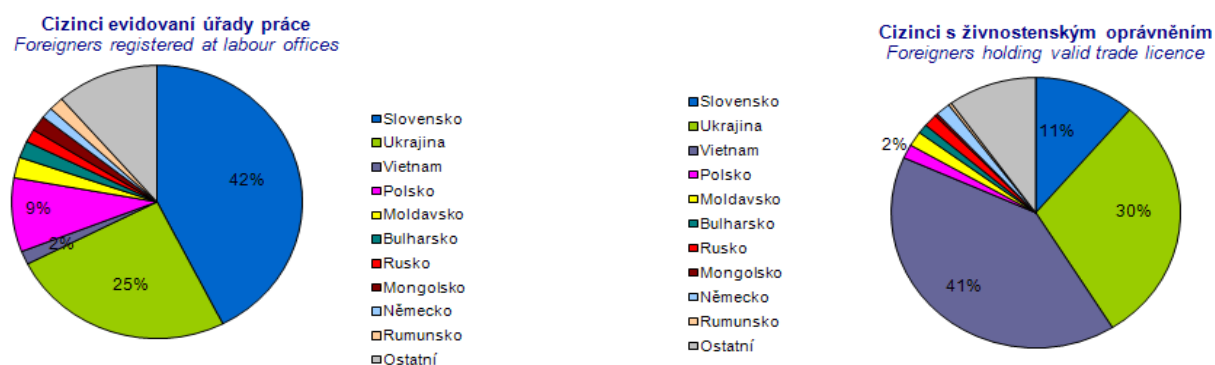 Cizinci evidovaní úřady práce
Foreigners registered at labour offices
42%
25%
2%
9%
Slovensko
Ukrajina
Vietnam
Polsko
Moldavsko
Bulharsko
Rusko
Mongolsko
Německo
Rumunsko
Ostatní
Cizinci s živnostenským oprávněním
Foreigners holding valid trade licence
Slovensko
Ukrajina
Vietnam
Polsko
Moldavsko
Bulharsko
Rusko
Mongolsko
Německo
Rumunsko
Ostatní
11%
30%
41%
2%